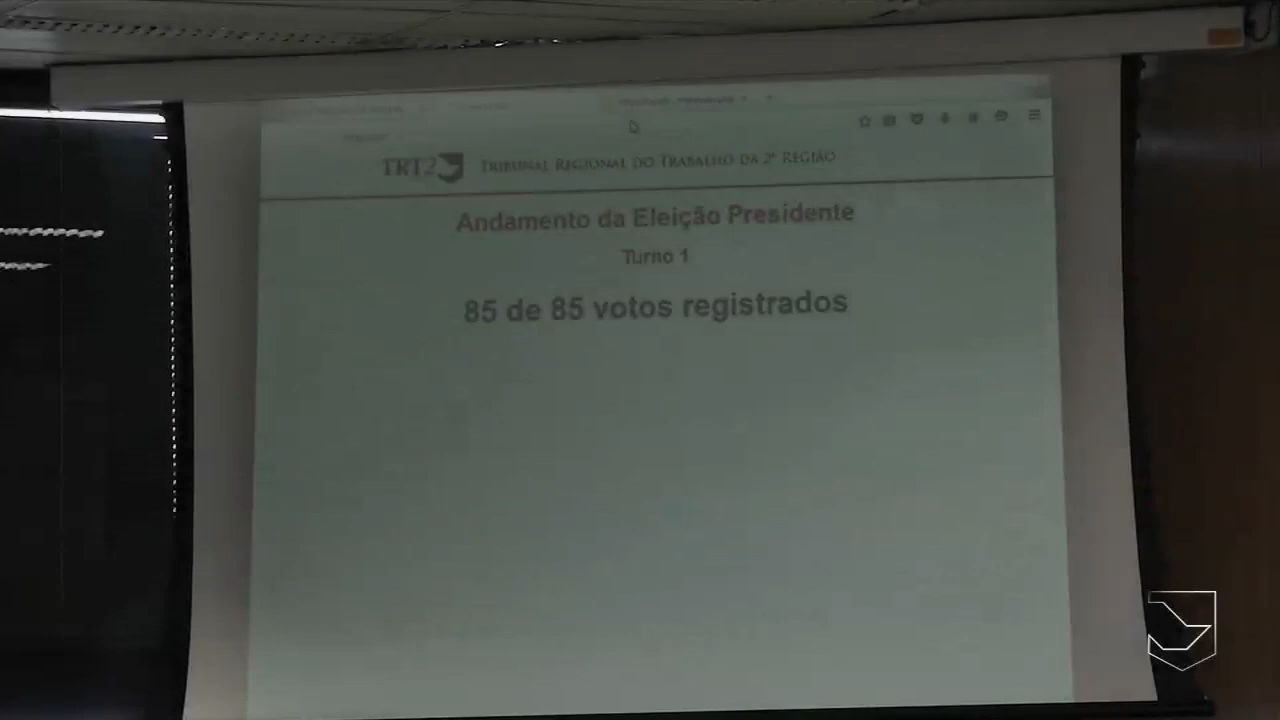 TRT2 TRIBUNAL REGIONAL DO TRABALHO DA 2ª REGIÃO
Andamento da Eleição Presidente
Turno 1
85 de 85 votos registrados